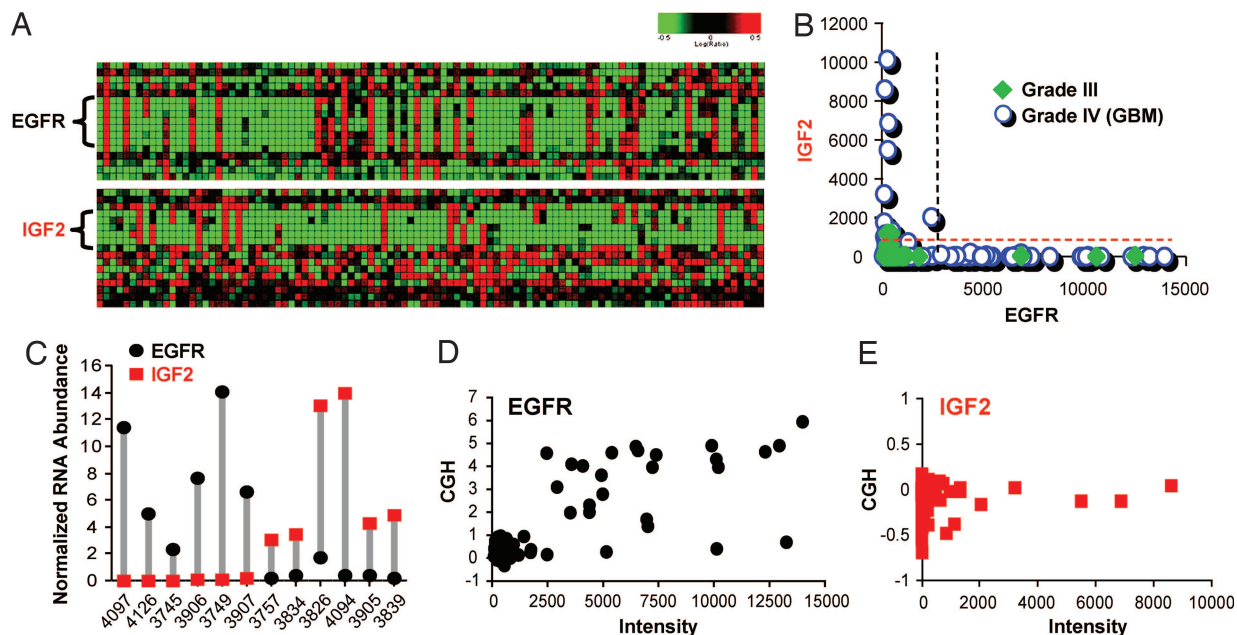 A
-0.5
0.5
Log(Ratio)
EGFR
IGF2
B
12000
10000
8000
6000
4000
2000
0
IGF2
0
5000
10000
15000
EGFR
Grade III
Grade IV (GBM)
C
EGFR
IGF2
Normalized RNA Abundance
16
14
12
10
8
6
4
2
0
4097
4126
3745
3906
3749
3907
3757
3834
3826
4094
3905
3839
D
EGFR
CGH
7
6
5
4
3
2
1
0
-1
0
2500
5000
7500
10000
12500
15000
Intensity
E
IGF2
CGH
1
0.5
0
-0.5
-1
0
2000
4000
6000
8000
10000
Intensity